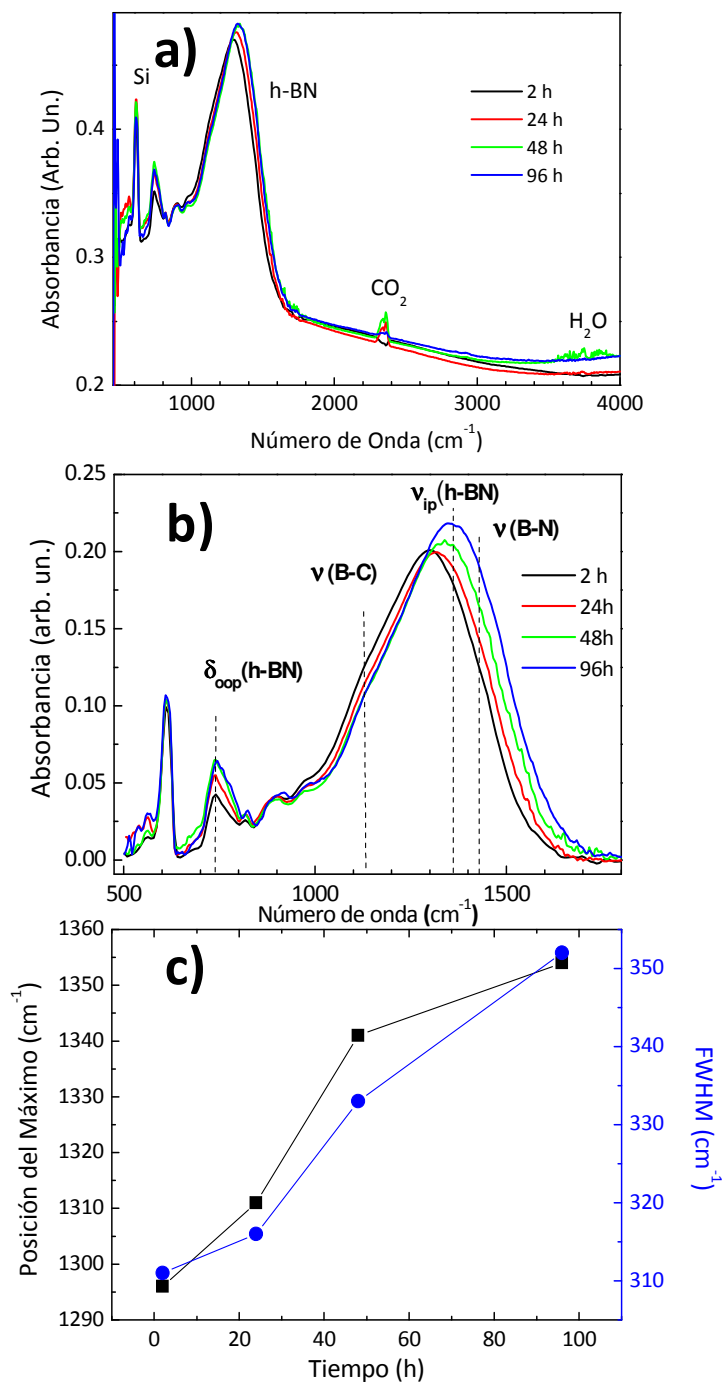 a)
Si
h-BN
2 h
24 h
48 h
96 h
CO2
H2O
0.4
0.3
0.2
Absorbancia (Arb. Un.)
1000 2000 3000 4000
Número de Onda (cm-1)
b)
νip(h-BN)
ν (B-N)
ν (B-C)
δoop(h-BN)
2 h
24h
48h
96h
0.25
0.20
0.15
0.10
0.05
0.00
Absorbancia (arb. un.)
500 1000 1500
Número de onda (cm-1)
c)
1360
1350
1340
1330
1320
1310
1300
1290
Posición del Máximo (cm-1)
350
340
330
320
310
FWHM (cm-1)
0 20 40 60 80 100
Tiempo (h)